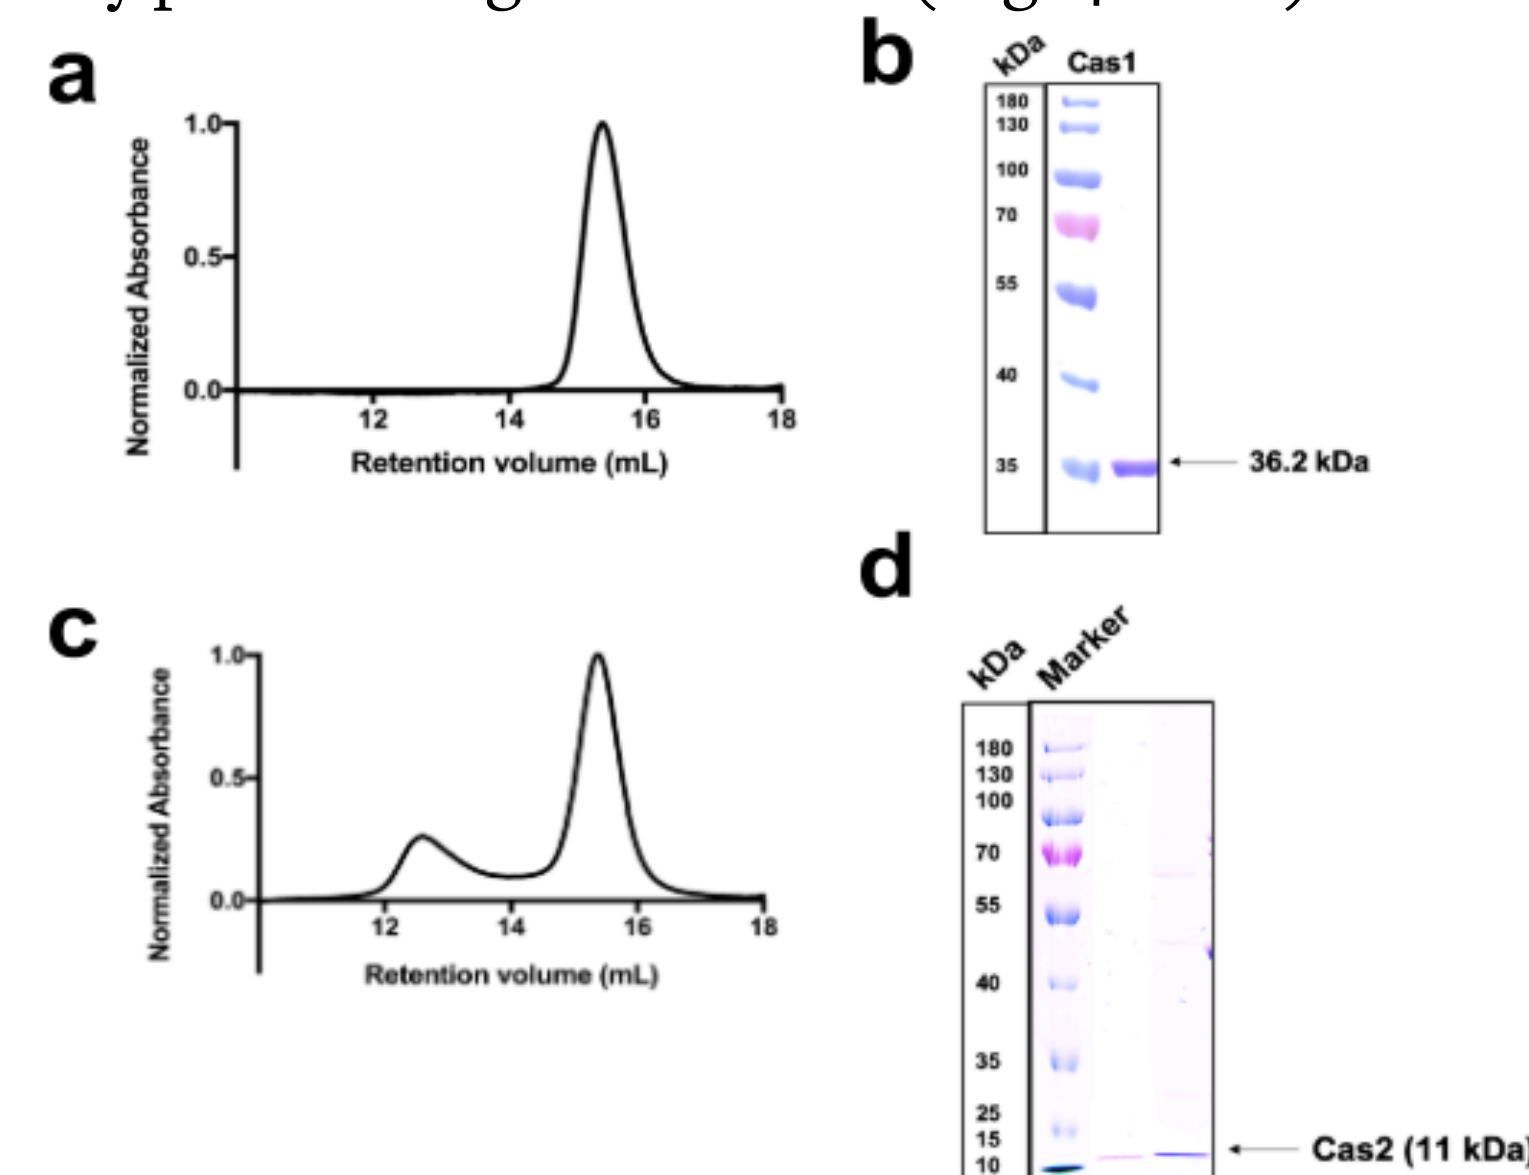 a
1.0
0.5
0.0
Normalized Absorbance
12 14 16 18
Retention volume (mL)
b
kDa Cas1
180
130
100
70
55
40
35
36.2 kDa
c
1.0
0.5
0.0
Normalized Absorbance
12 14 16 18
Retention volume (mL)
d
kDa Marker
180
130
100
70
55
40
35
25
15
10
Cas2 (11 kDa)